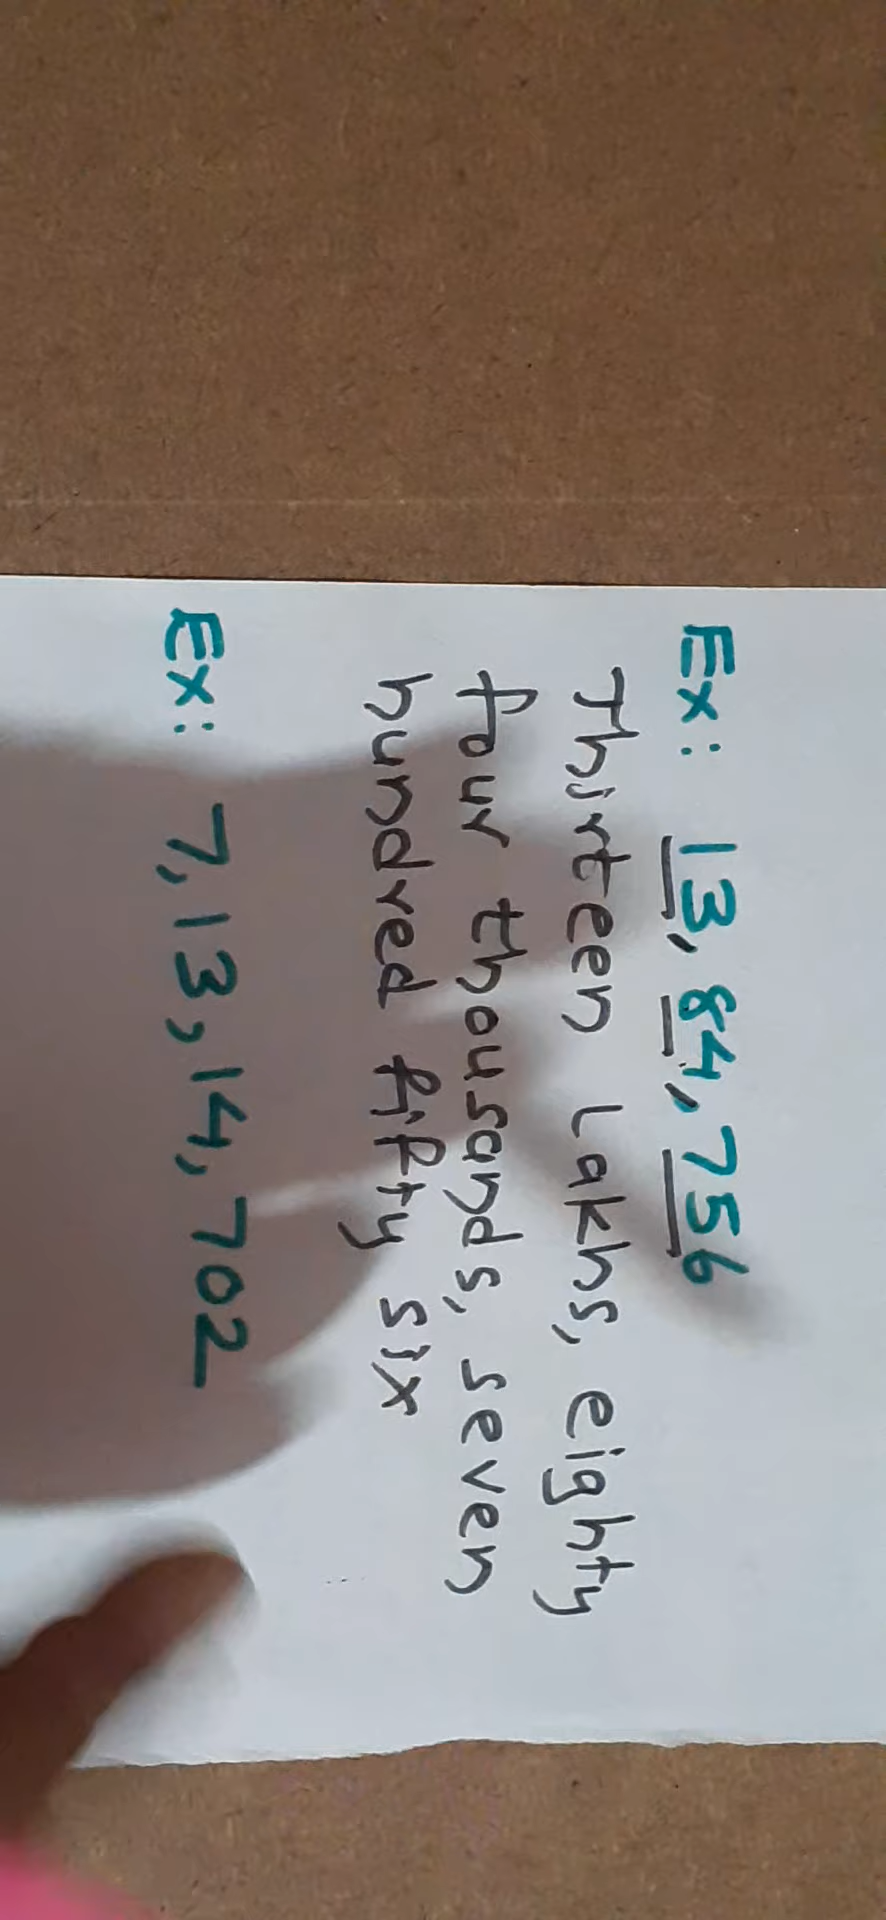 Ex: 13, 84, 756
Thirteen Lakhs, eighty
four thousands, seven
hundred fifty six
Ex: 7, 13, 14, 702